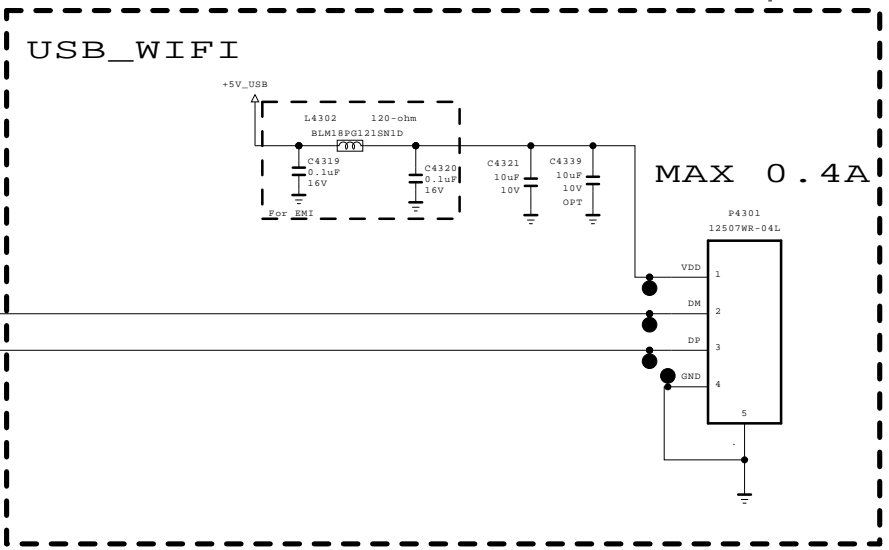 USB_WIFI
+5V_USB
L4302 120-ohm
BLM18PG121SN1D
C4319
0.1uF
16V
C4320
0.1uF
16V
For EMI
C4321
10uF
10V
C4339
10uF
10V
OPT
MAX 0.4A
P4301
12507WR-04L
VDD
1
DM
2
DP
3
GND
4
5
.